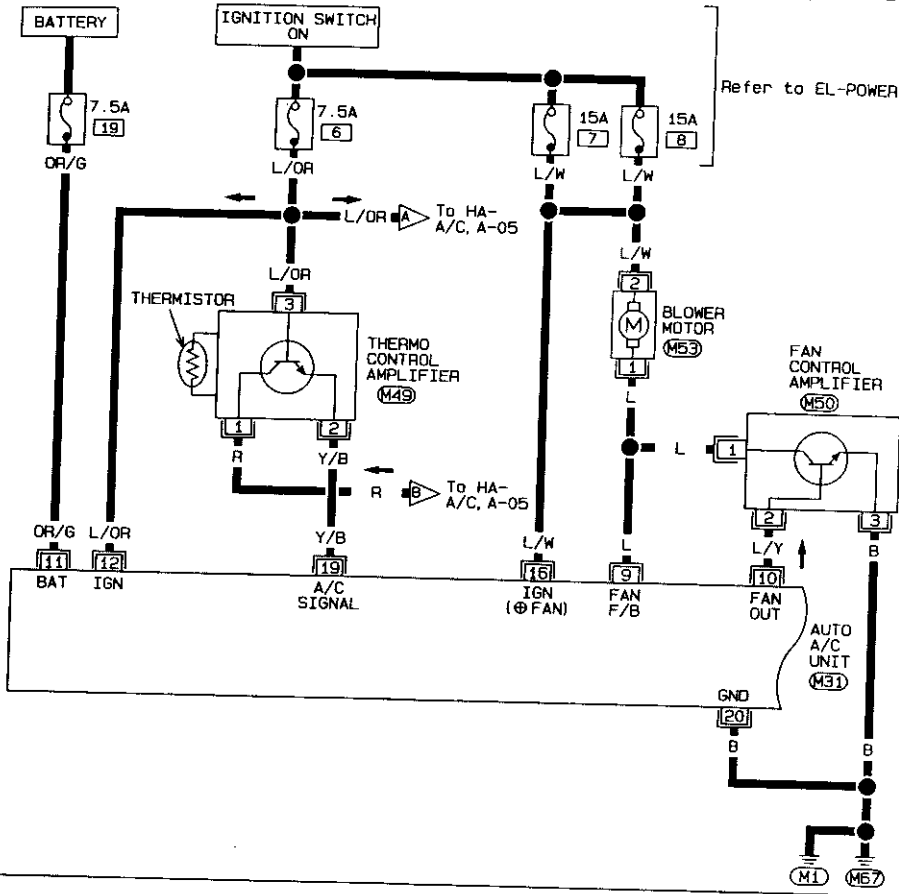 BATTERY
IGNITION SWITCH
ON
Refer to EL-POWER
7.5A
19
7.5A
6
15A
7
15A
8
OR/G
L/OR
L/W
L/W
L/OR
A
To HA-
A/C, A-05
L/OR
L/W
THERMISTOR
3
2
THERMO
CONTROL
AMPLIFIER
M49
M
BLOWER
MOTOR
M53
1
FAN
CONTROL
AMPLIFIER
M50
1
2
R
Y/B
L
L
1
R
B
To HA-
A/C, A-05
2
3
OR/G
L/OR
Y/B
L/W
L
L/Y
B
11
12
19
16
9
10
BAT
IGN
A/C
SIGNAL
IGN
(⊕FAN)
FAN
F/B
FAN
OUT
AUTO
A/C
UNIT
M31
GND
20
B
B
M1
M67